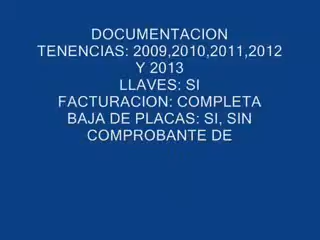 DOCUMENTACION
TENENCIAS: 2009,2010,2011,2012
Y 2013
LLAVES: SI
FACTURACION: COMPLETA
BAJA DE PLACAS: SI, SIN
COMPROBANTE DE